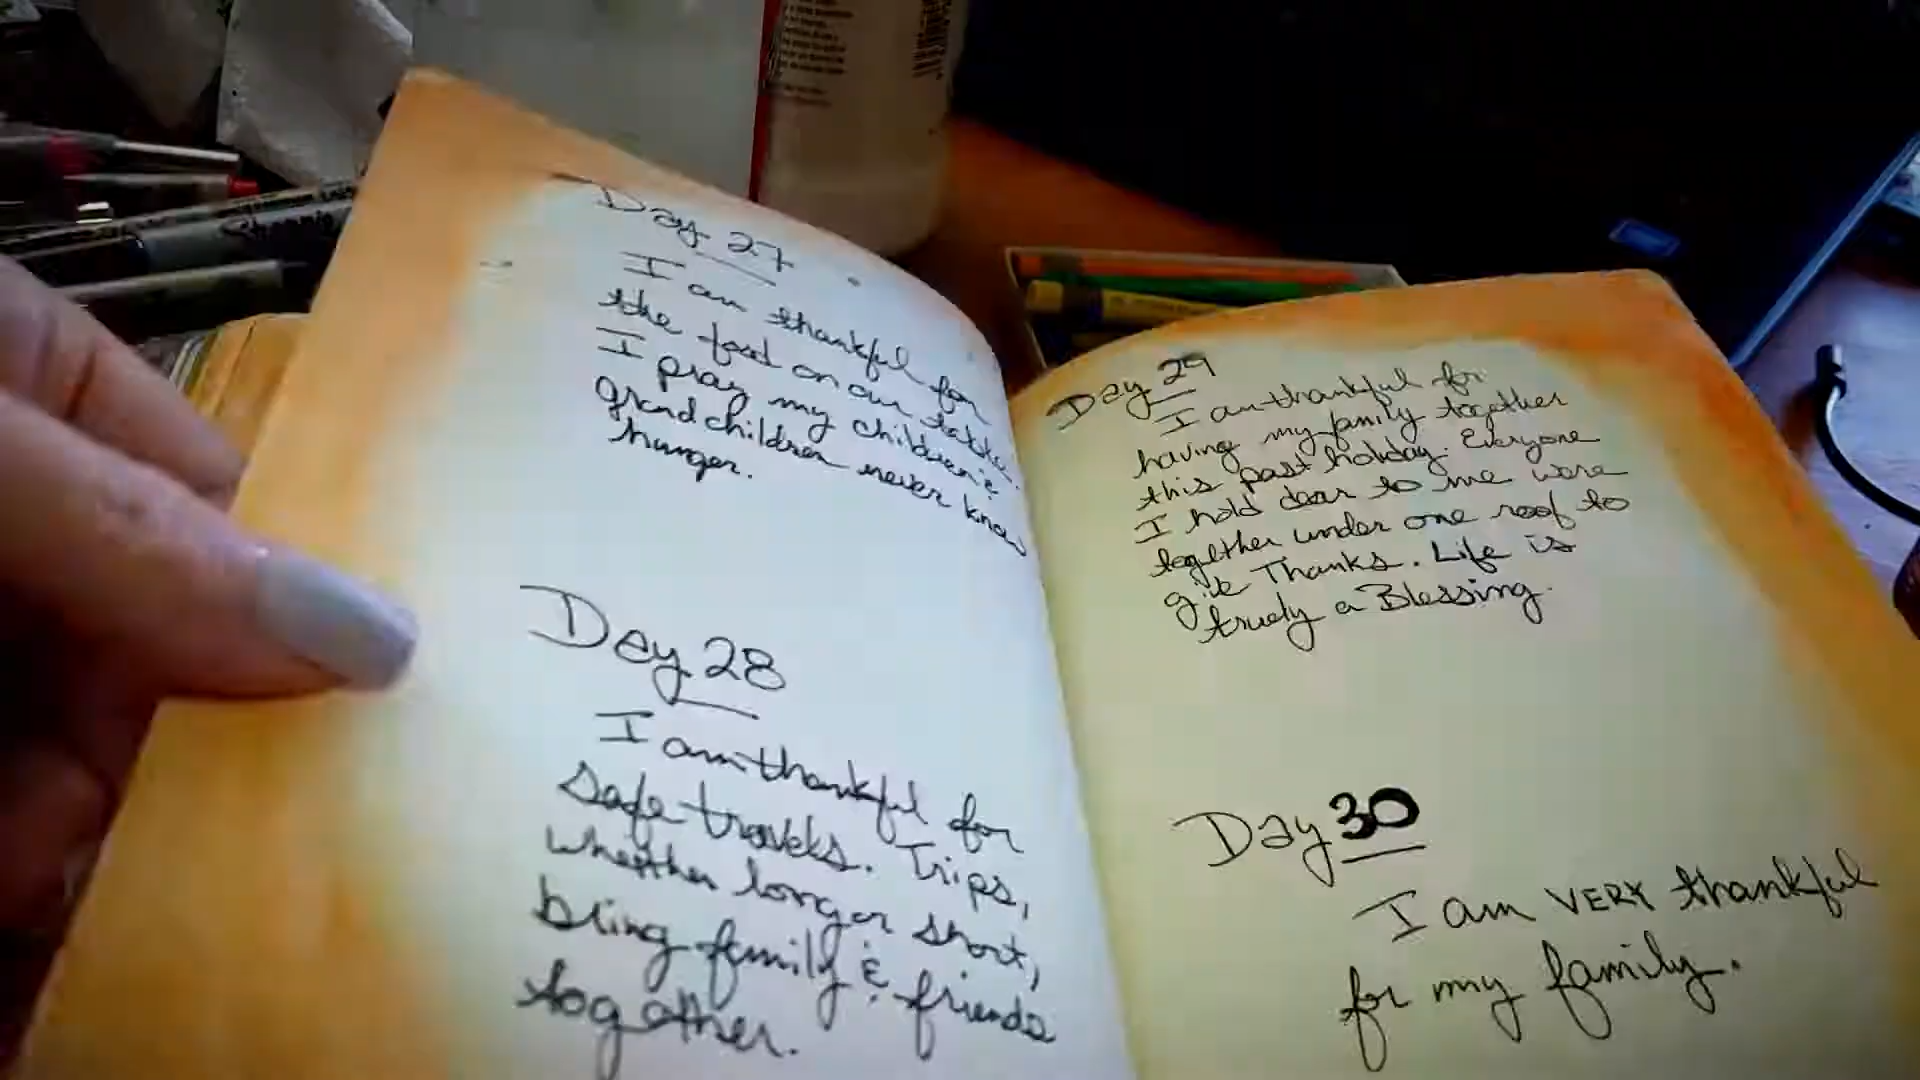 Day 27
I am thankful for
the food on our tables.
I pray my children &
grandchildren never know
hunger.
Day 28
I am thankful for
safe travels. Trips,
whether long or short,
bring family & friends
together.
Day 29
I am thankful for
having my family together
this past holiday. Everyone
I hold dear to me were
together under one roof to
give Thanks. Life is
truely a Blessing.
Day 30
I am VERY thankful
for my family.
Sharpie